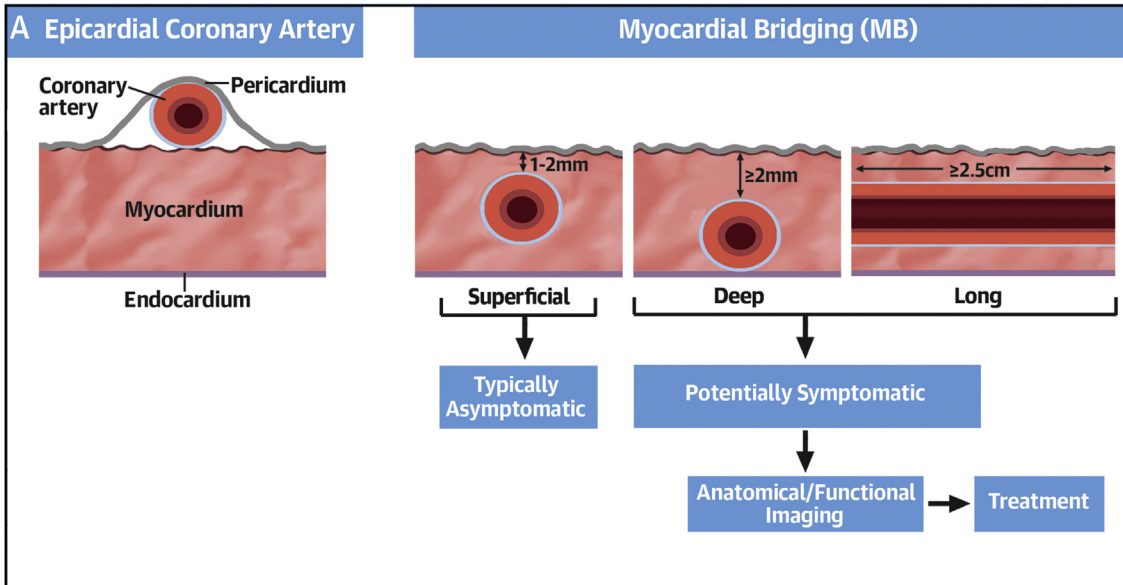 A Epicardial Coronary Artery
Myocardial Bridging (MB)
Coronary
artery
Pericardium
Myocardium
Endocardium
1-2mm
≥2mm
≥2.5cm
Superficial
Deep
Long
Typically
Asymptomatic
Potentially Symptomatic
Anatomical/Functional
Imaging
Treatment